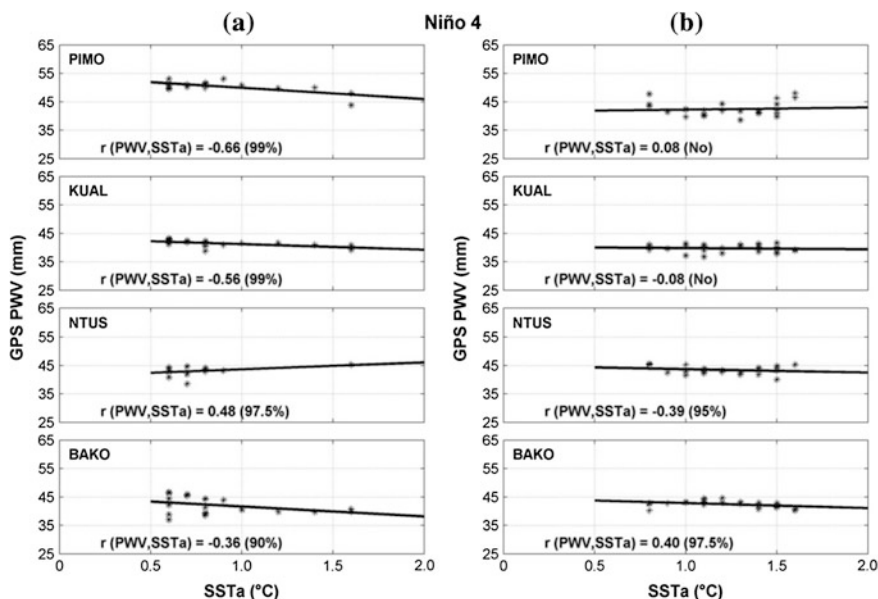 (a) Niño 4 (b)
GPS PWV (mm)
65
55
45
35
25
PIMO
r (PWV,SSTa) = -0.66 (99%)
65
55
45
35
25
KUAL
r (PWV,SSTa) = -0.56 (99%)
65
55
45
35
25
NTUS
r (PWV,SSTa) = 0.48 (97.5%)
65
55
45
35
25
BAKO
r (PWV,SSTa) = -0.36 (90%)
0 0.5 1.0 1.5 2.0
SSTa (ºC)
GPS PWV (mm)
65
55
45
35
25
PIMO
r (PWV,SSTa) = 0.08 (No)
65
55
45
35
25
KUAL
r (PWV,SSTa) = -0.08 (No)
65
55
45
35
25
NTUS
r (PWV,SSTa) = -0.39 (95%)
65
55
45
35
25
BAKO
r (PWV,SSTa) = 0.40 (97.5%)
0 0.5 1.0 1.5 2.0
SSTa (ºC)